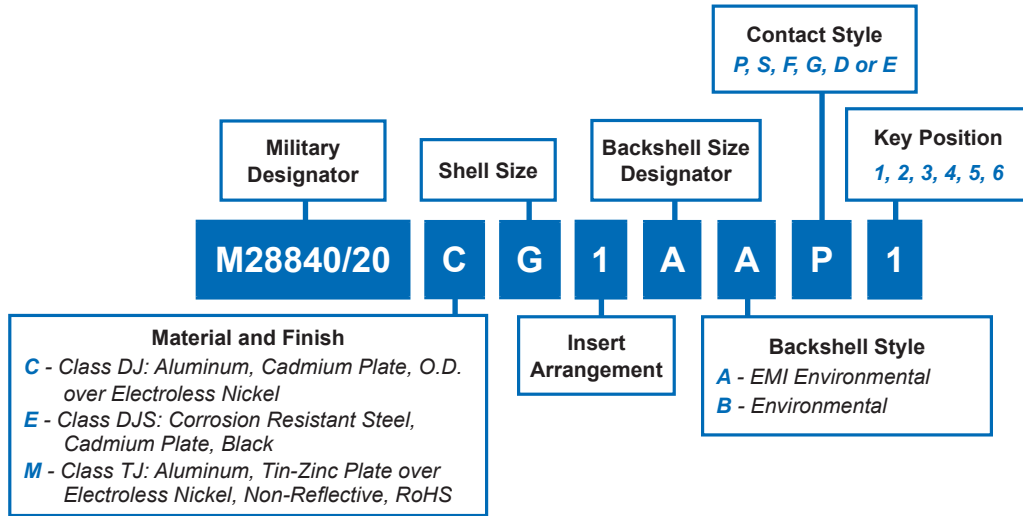 Contact Style
P, S, F, G, D or E
Military
Designator
Shell Size
Backshell Size
Designator
Key Position
1, 2, 3, 4, 5, 6
M28840/20 C G 1 A A P 1
Material and Finish
C - Class DJ: Aluminum, Cadmium Plate, O.D.
over Electroless Nickel
E - Class DJS: Corrosion Resistant Steel,
Cadmium Plate, Black
M - Class TJ: Aluminum, Tin-Zinc Plate over
Electroless Nickel, Non-Reflective, RoHS
Insert
Arrangement
Backshell Style
A - EMI Environmental
B - Environmental